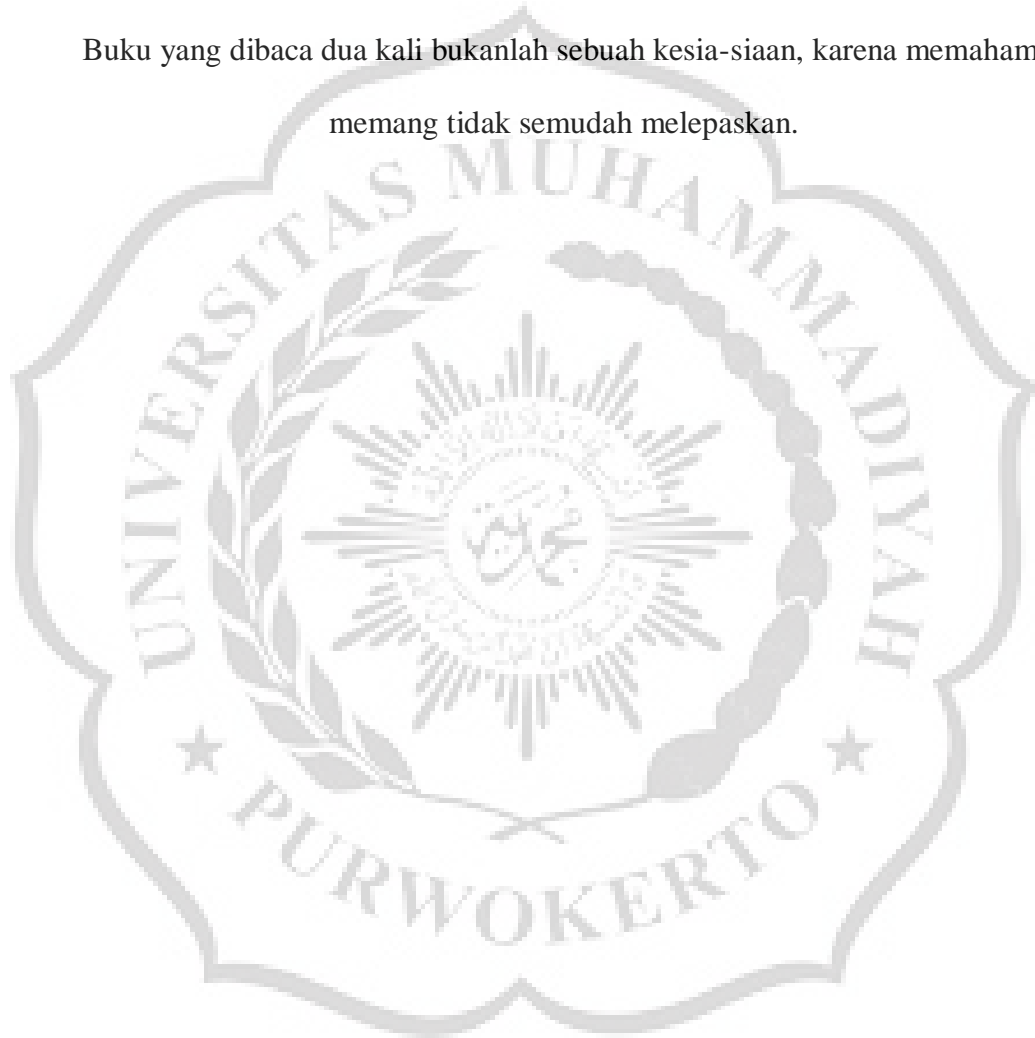 Buku yang dibaca dua kali bukanlah sebuah kesia-siaan, karena memaham
memang tidak semudah melepaskan.
UNIVERSITAS MUHAMMADIYAH
PURWOKERTO